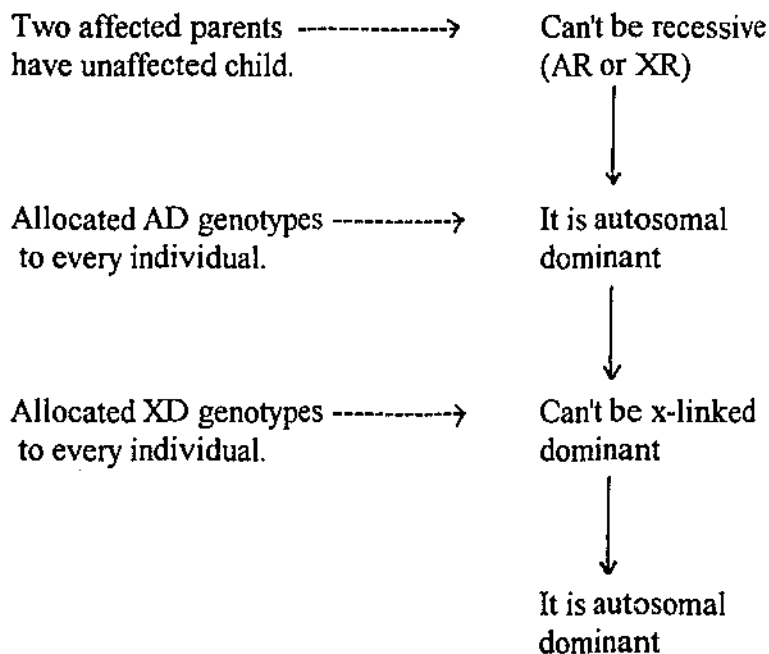 Two affected parents ----------> Can't be recessive
have unaffected child. (AR or XR)
Allocated AD genotypes ----------> It is autosomal
to every individual. dominant
Allocated XD genotypes ----------> Can't be x-linked
to every individual. dominant
It is autosomal
dominant